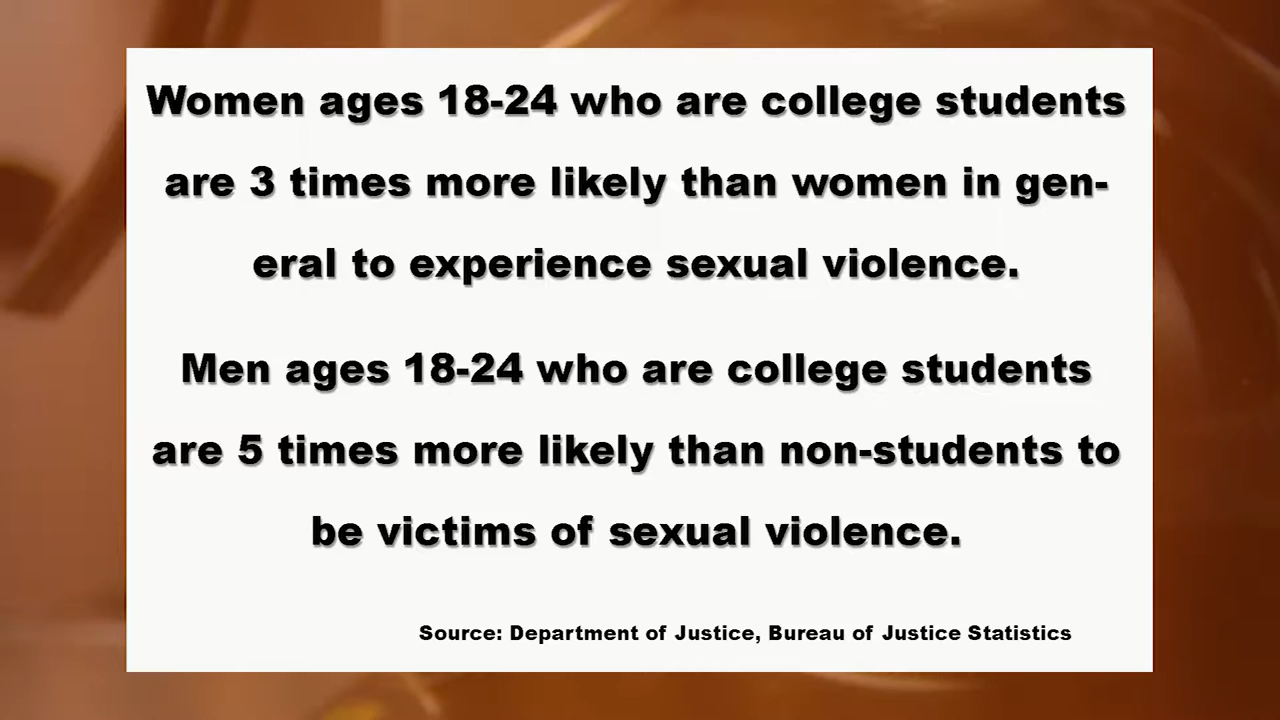 Women ages 18-24 who are college students
are 3 times more likely than women in gen-
eral to experience sexual violence.
Men ages 18-24 who are college students
are 5 times more likely than non-students to
be victims of sexual violence.
Source: Department of Justice, Bureau of Justice Statistics